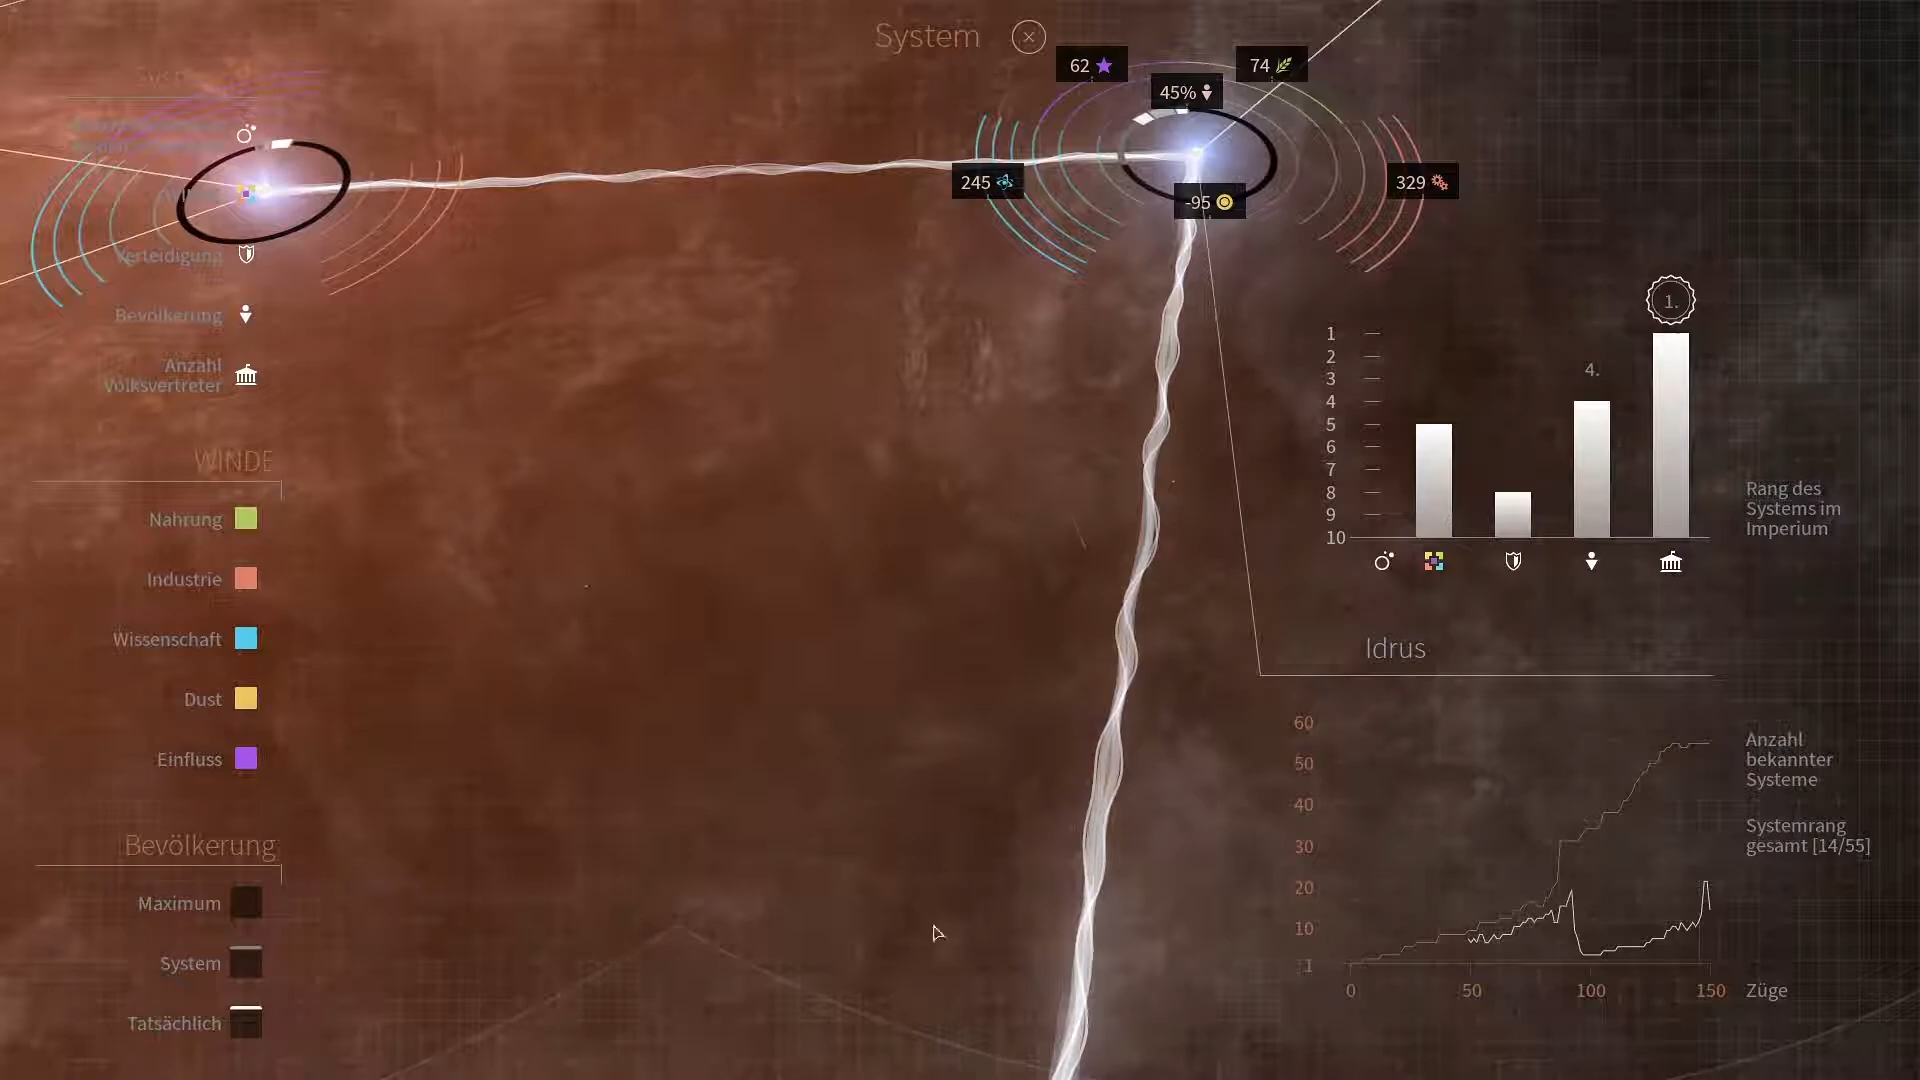 System
62
74
45%
245
329
-95
Verteidigung
Bevölkerung
Anzahl
Volksvertreter
WINDE
Nahrung
Industrie
Wissenschaft
Dust
Einfluss
Bevölkerung
Maximum
System
Tatsächlich
1.
4.
1
2
3
4
5
6
7
8
9
10
Rang des
Systems im
Imperium
Idrus
60
50
40
30
20
10
1
0
50
100
150
Züge
Anzahl
bekannter
Systeme
Systemrang
gesamt [14/55]